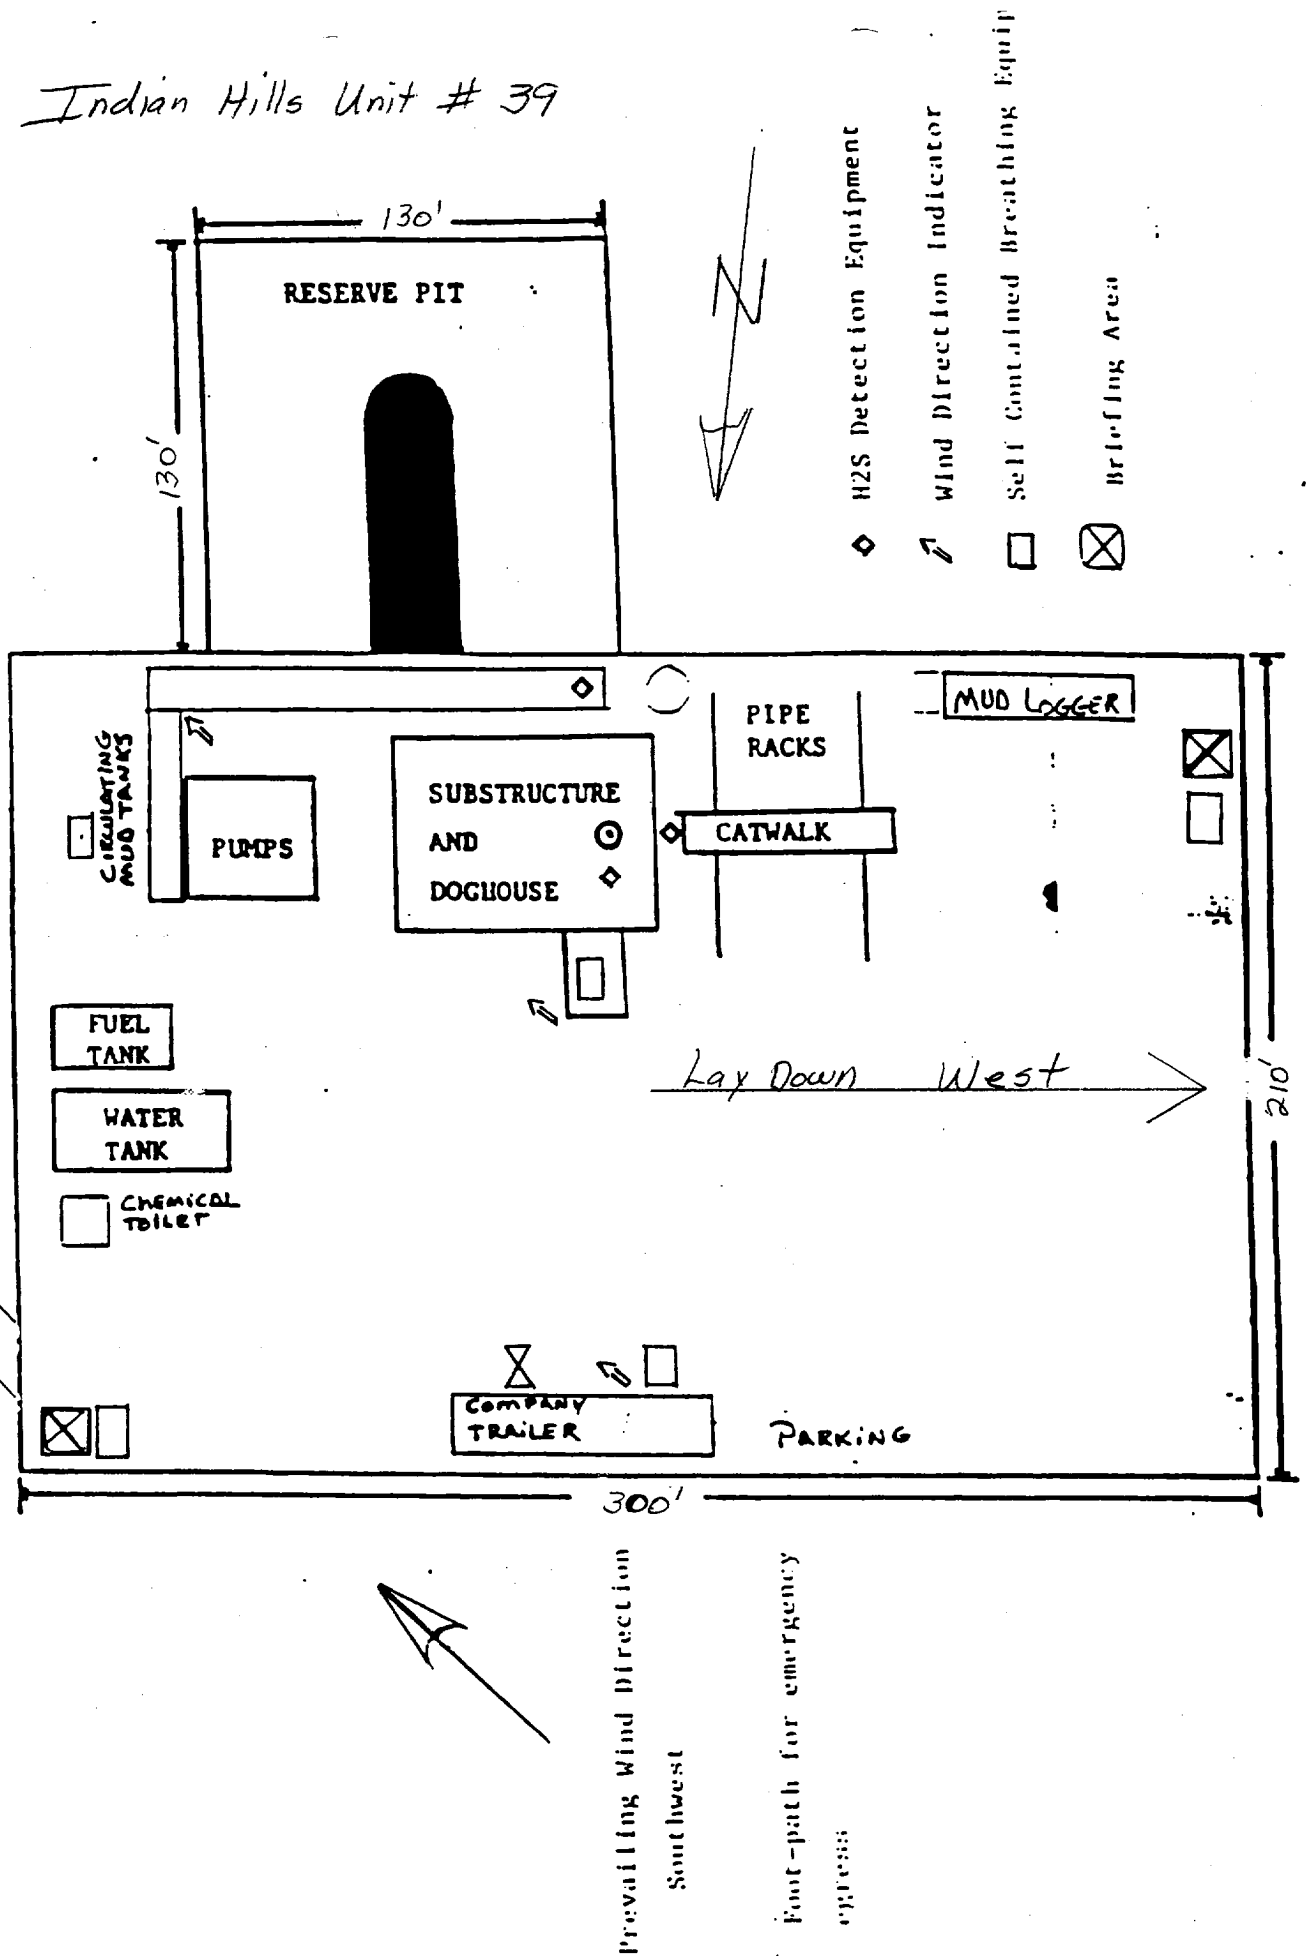 Indian Hills Unit # 39
130'
RESERVE PIT
130'
N
H2S Detection Equipment
Wind Direction Indicator
Self Contained Breathing Equip
Briefing Area
MUD LOGGER
PIPE
RACKS
CIRCULATING
MUD TANKS
PUMPS
SUBSTRUCTURE
AND
DOGHOUSE
CATWALK
FUEL
TANK
WATER
TANK
CHEMICAL
TOILET
Lay Down West
210'
COMPANY
TRAILER
PARKING
300'
Prevailing Wind Direction
Southwest
Foot-path for emergency
egress